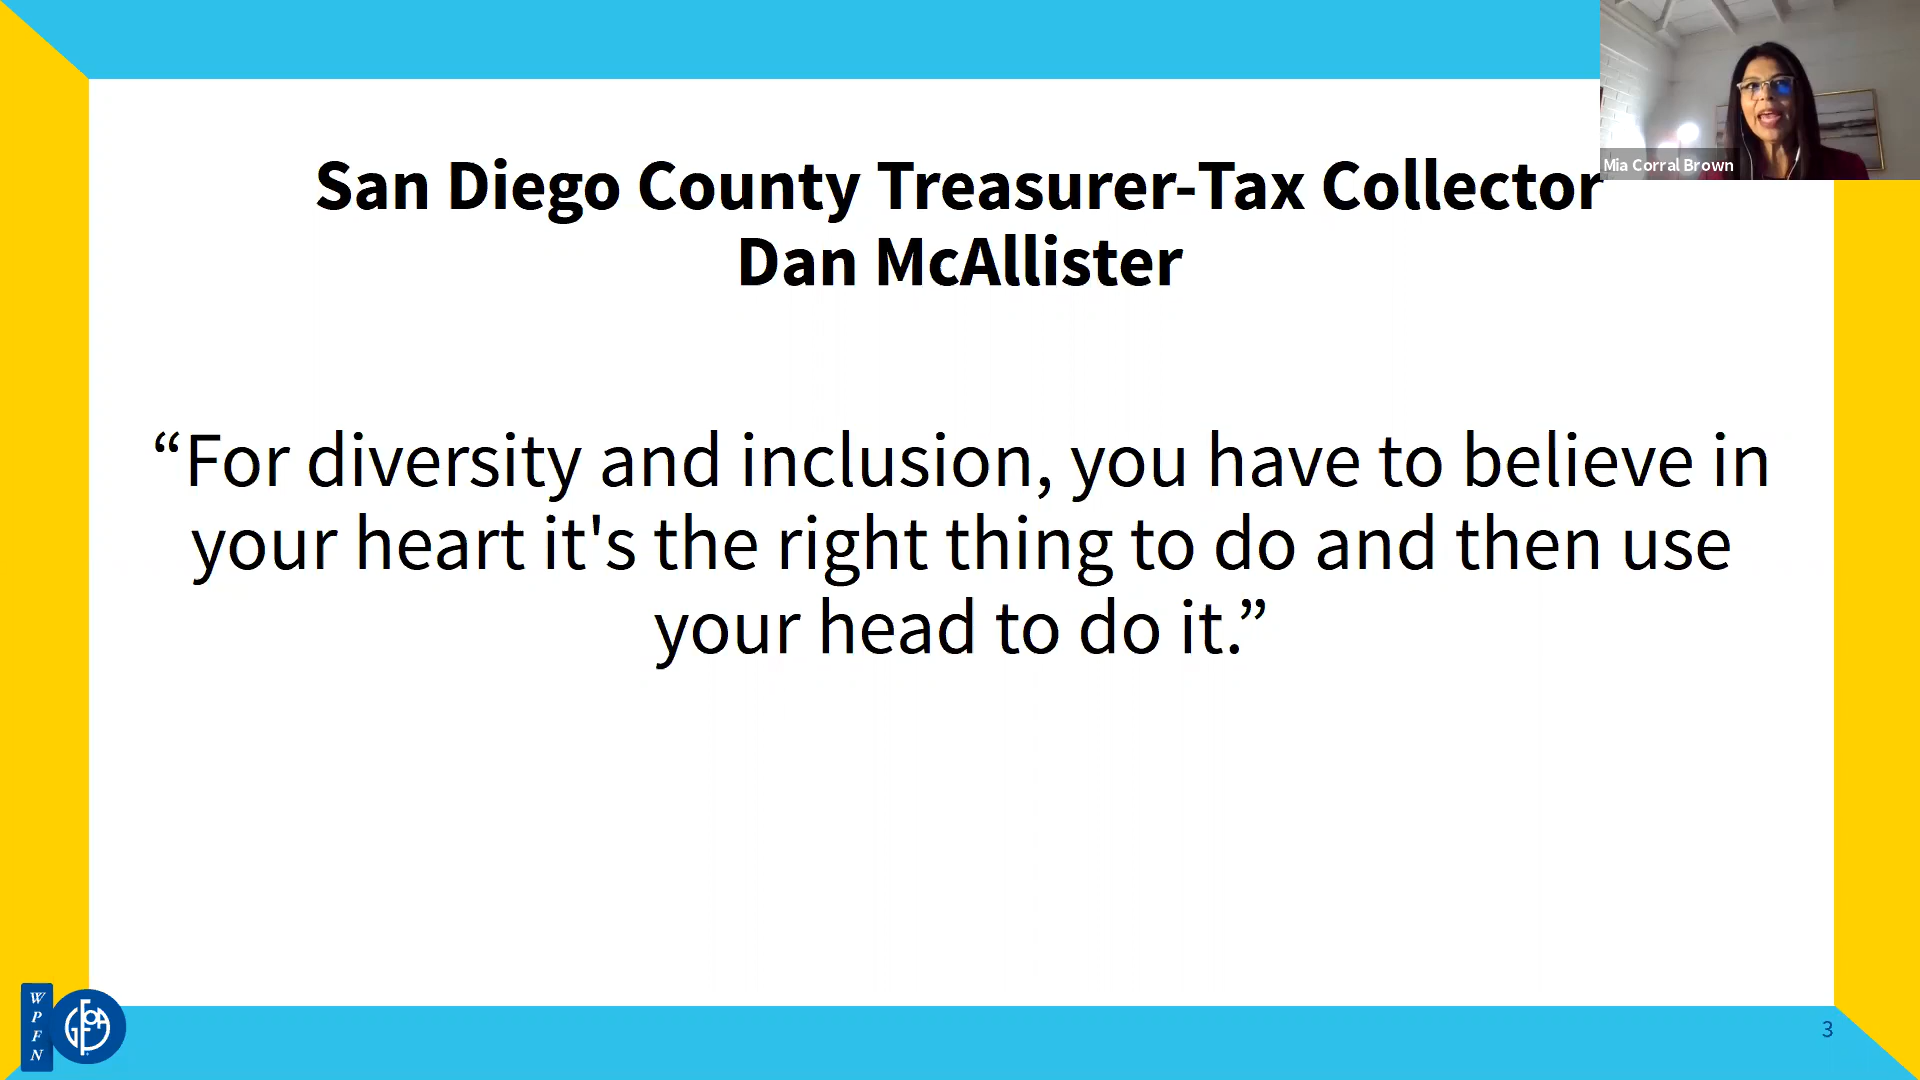 Mia Corral Brown
San Diego County Treasurer-Tax Collector
Dan McAllister
“For diversity and inclusion, you have to believe in
your heart it's the right thing to do and then use
your head to do it.”
W
P
F
N
GFOA
3